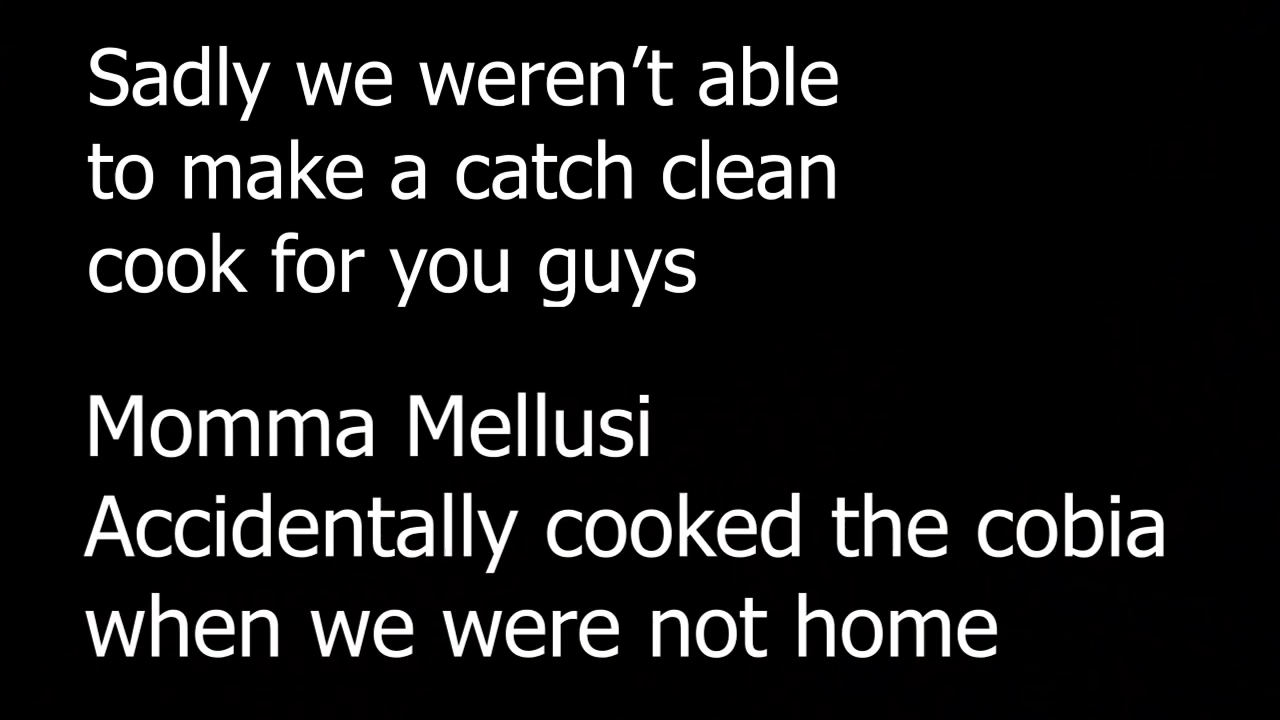 Sadly we weren’t able
to make a catch clean
cook for you guys
Momma Mellusi
Accidentally cooked the cobia
when we were not home